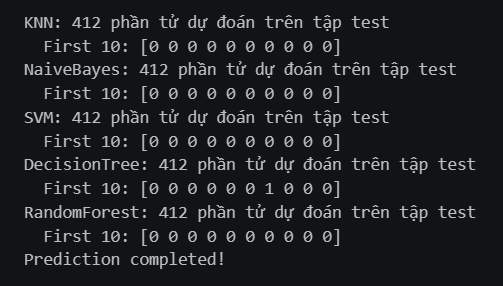 KNN: 412 phần tử dự đoán trên tập test
  First 10: [0 0 0 0 0 0 0 0 0 0]
NaiveBayes: 412 phần tử dự đoán trên tập test
  First 10: [0 0 0 0 0 0 0 0 0 0]
SVM: 412 phần tử dự đoán trên tập test
  First 10: [0 0 0 0 0 0 0 0 0 0]
DecisionTree: 412 phần tử dự đoán trên tập test
  First 10: [0 0 0 0 0 0 1 0 0 0]
RandomForest: 412 phần tử dự đoán trên tập test
  First 10: [0 0 0 0 0 0 0 0 0 0]
Prediction completed!